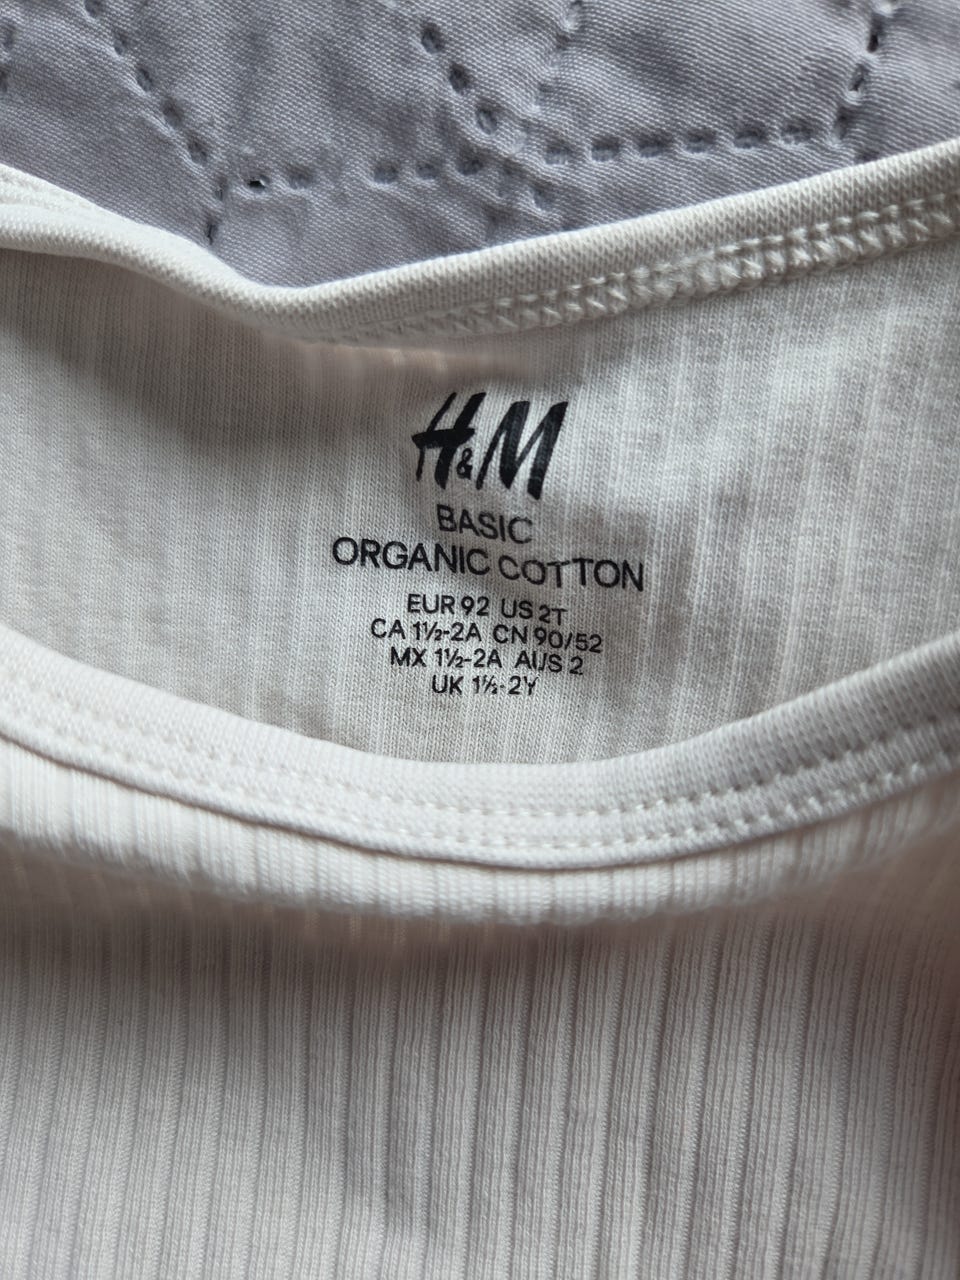 H&M
BASIC
ORGANIC COTTON
EUR 92 US 2T
CA 1½-2A CN 90/52
MX 1½-2A AUS 2
UK 1½-2Y